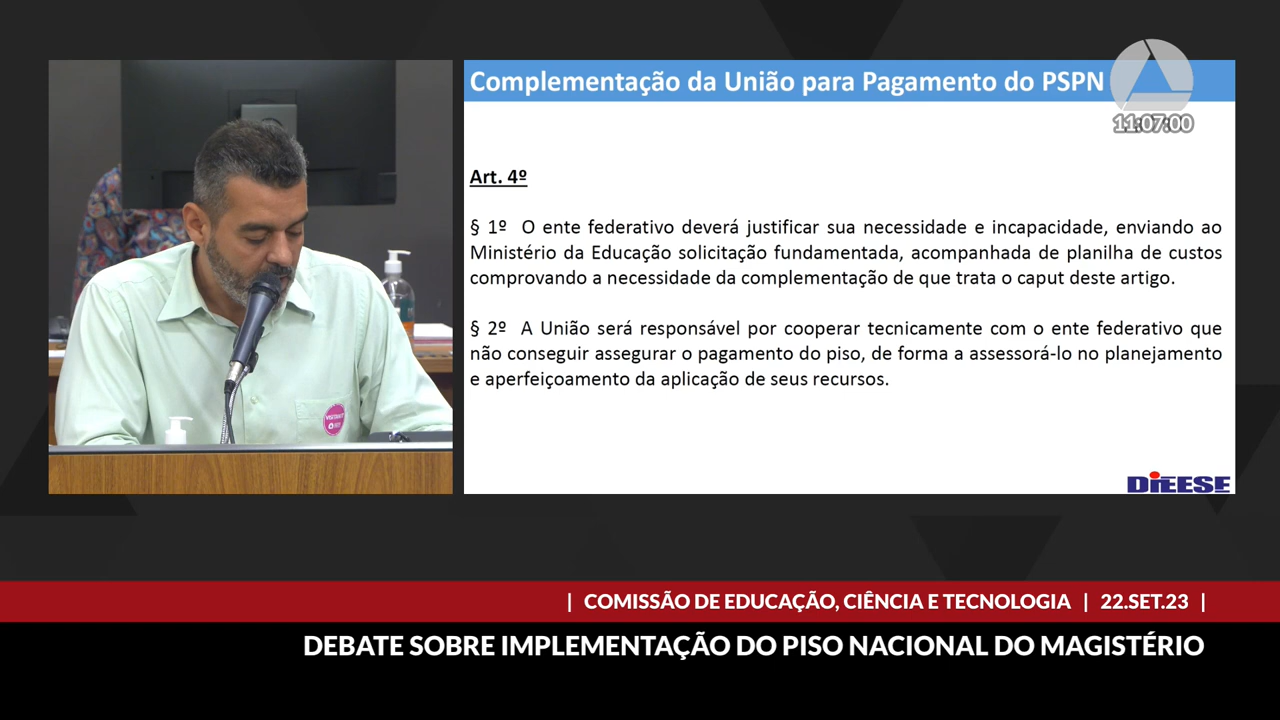 Complementação da União para Pagamento do PSPN
11:07:00
Art. 4º
§ 1º O ente federativo deverá justificar sua necessidade e incapacidade, enviando ao
Ministério da Educação solicitação fundamentada, acompanhada de planilha de custos
comprovando a necessidade da complementação de que trata o caput deste artigo.
§ 2º A União será responsável por cooperar tecnicamente com o ente federativo que
não conseguir assegurar o pagamento do piso, de forma a assessorá-lo no planejamento
e aperfeiçoamento da aplicação de seus recursos.
DIEESE
| COMISSÃO DE EDUCAÇÃO, CIÊNCIA E TECNOLOGIA | 22.SET.23 |
DEBATE SOBRE IMPLEMENTAÇÃO DO PISO NACIONAL DO MAGISTÉRIO